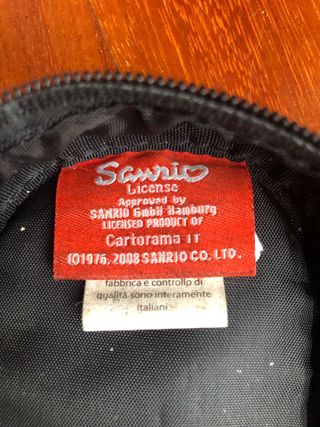 Sanrio
License
Approved by
SANRIO GmbH Hamburg
LICENSED PRODUCT OF
Cartorama IT
(C)1976, 2008 SANRIO CO. LTD.
fabbrica e controllo di
qualità sono interamente
italiani